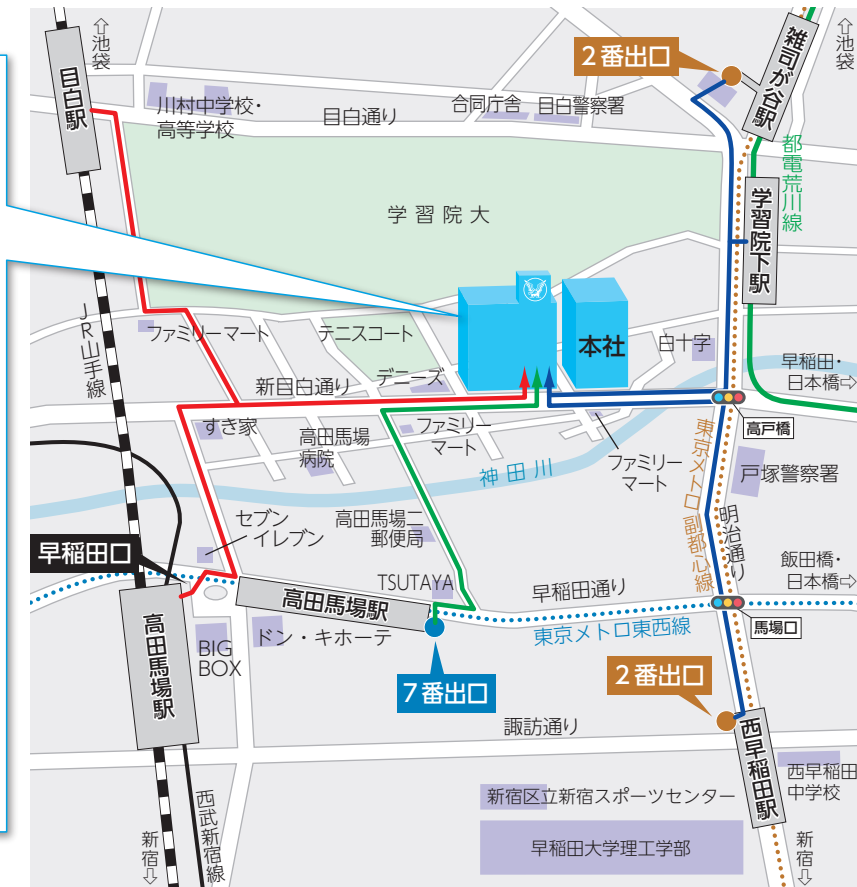 ⇧池袋
目白駅
川村中学校・
高等学校
目白通り
合同庁舎
目白警察署
2番出口
雑司が谷駅
⇧池袋
都電荒川線
学習院下駅
学習院大
JR山手線
ファミリーマート
テニスコート
本社
白十字
早稲田・
日本橋⇨
新目白通り
デニーズ
高戸橋
すき家
高田馬場
病院
ファミリー
マート
ファミリー
マート
神田川
東京メトロ副都心線
戸塚警察署
明治通り
セブン
イレブン
高田馬場二
郵便局
早稲田口
TSUTAYA
早稲田通り
飯田橋・
日本橋⇨
高田馬場駅
高田馬場駅
BIG
BOX
ドン・キホーテ
東京メトロ東西線
馬場口
7番出口
2番出口
諏訪通り
西早稲田駅
西早稲田
中学校
新宿区立新宿スポーツセンター
早稲田大学理工学部
西武新宿線
新宿⇩
新宿⇩